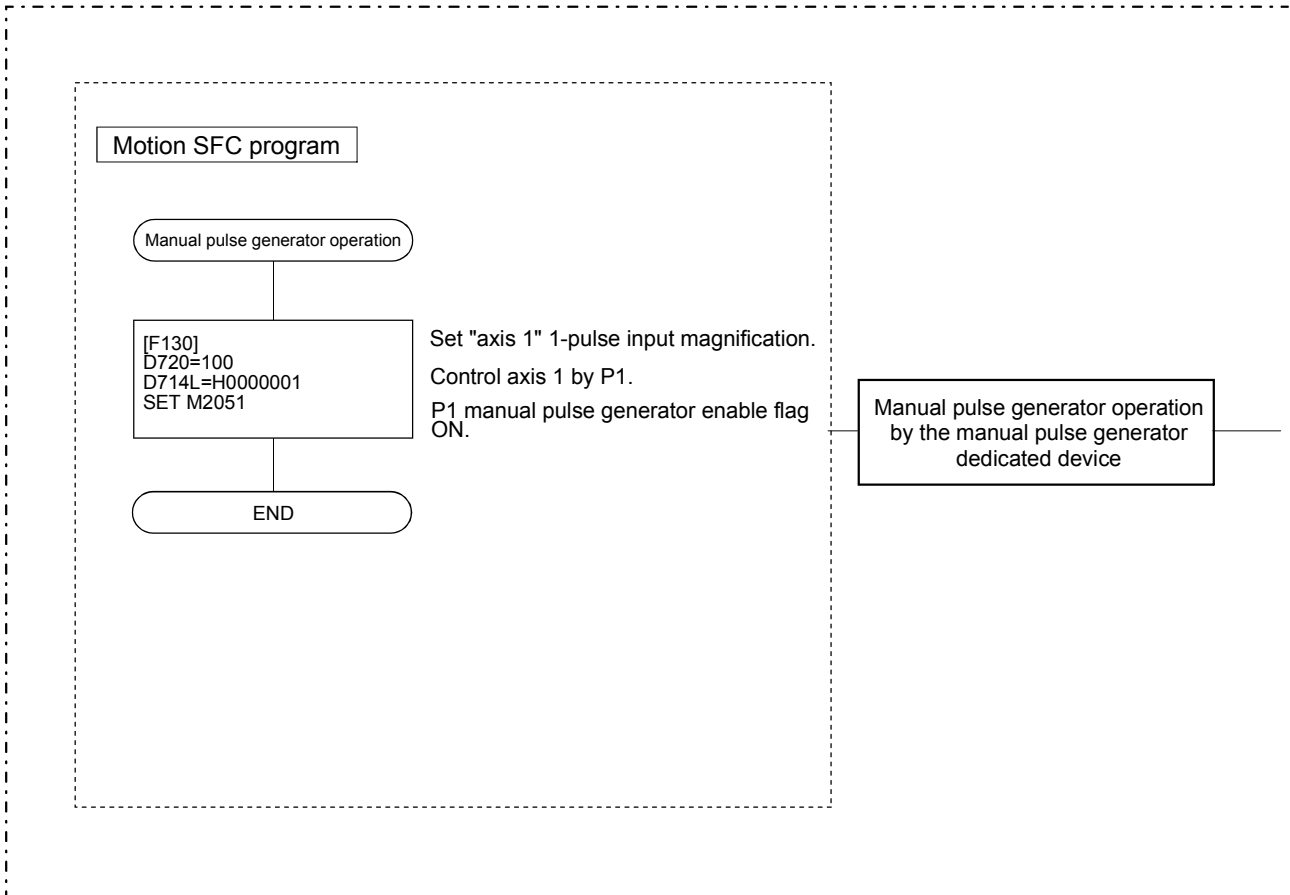 Motion SFC program
Manual pulse generator operation
[F130]
D720=100
D714L=H0000001
SET M2051
Set "axis 1" 1-pulse input magnification.
Control axis 1 by P1.
P1 manual pulse generator enable flag
ON.
Manual pulse generator operation
by the manual pulse generator
dedicated device
END